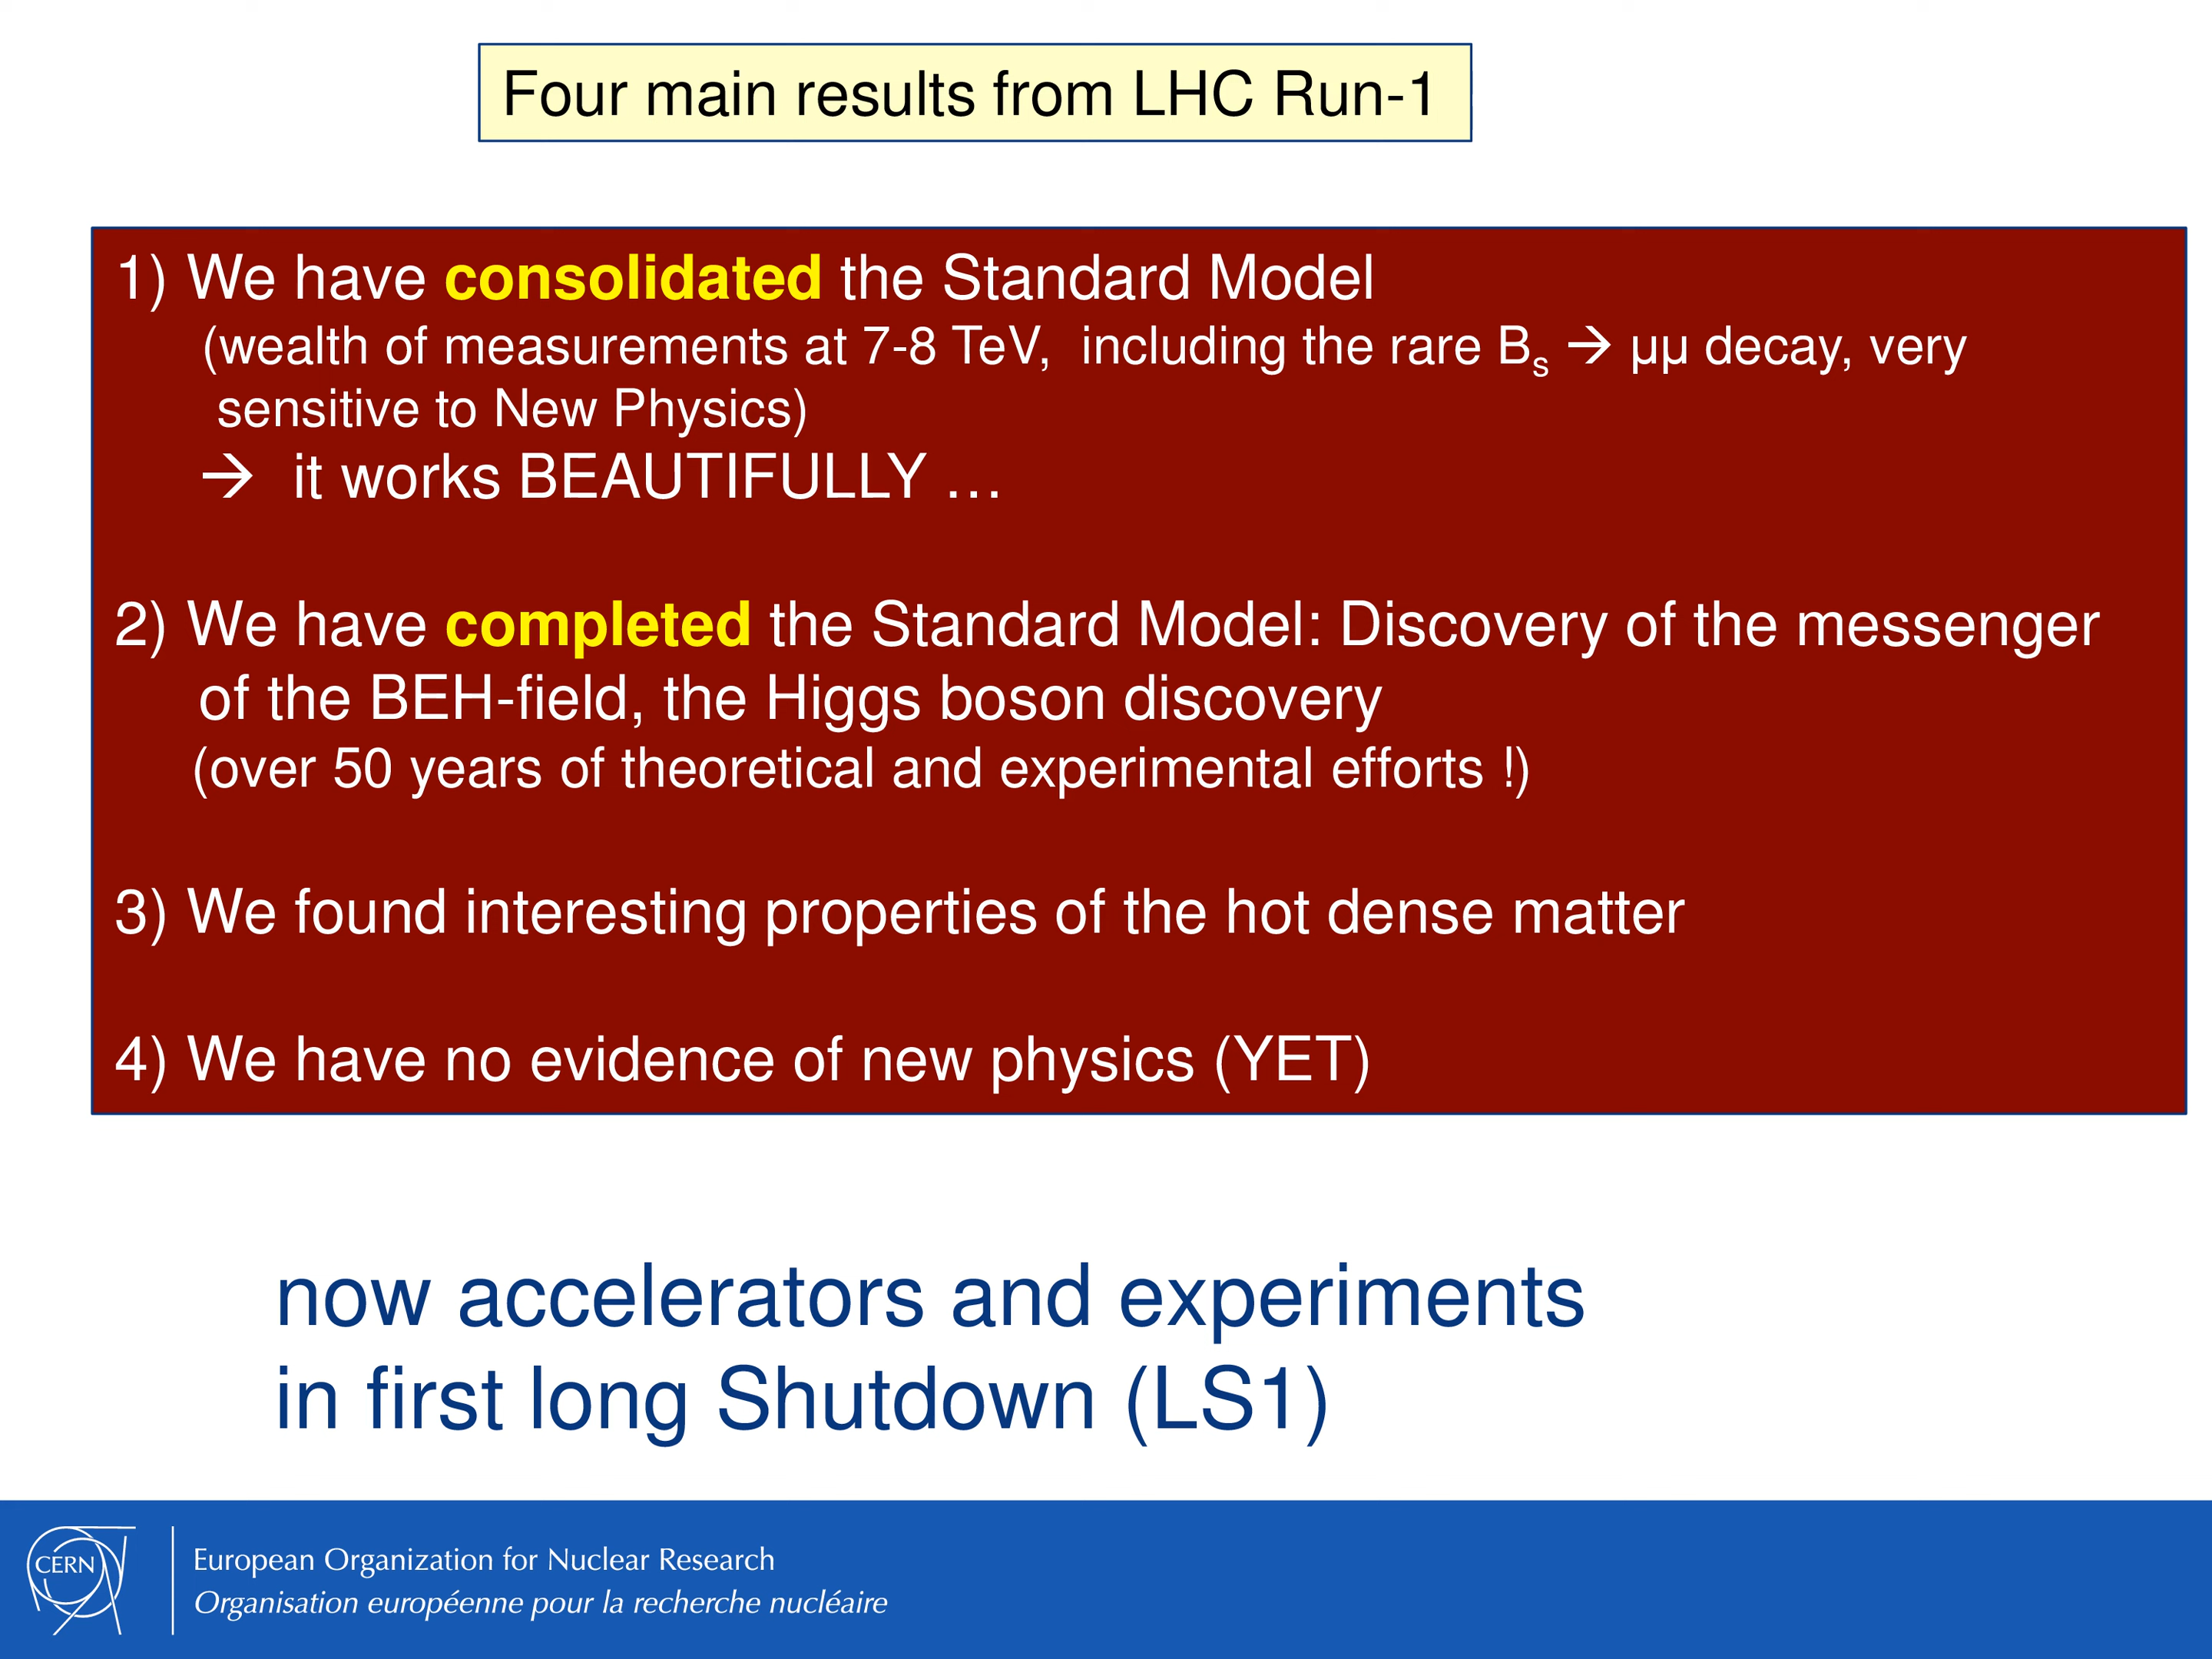 Four main results from LHC Run-1
1) We have consolidated the Standard Model
(wealth of measurements at 7-8 TeV, including the rare Bs → µµ decay, very
sensitive to New Physics)
→ it works BEAUTIFULLY …
2) We have completed the Standard Model: Discovery of the messenger
of the BEH-field, the Higgs boson discovery
(over 50 years of theoretical and experimental efforts !)
3) We found interesting properties of the hot dense matter
4) We have no evidence of new physics (YET)
now accelerators and experiments
in first long Shutdown (LS1)
CERN
European Organization for Nuclear Research
Organisation européenne pour la recherche nucléaire